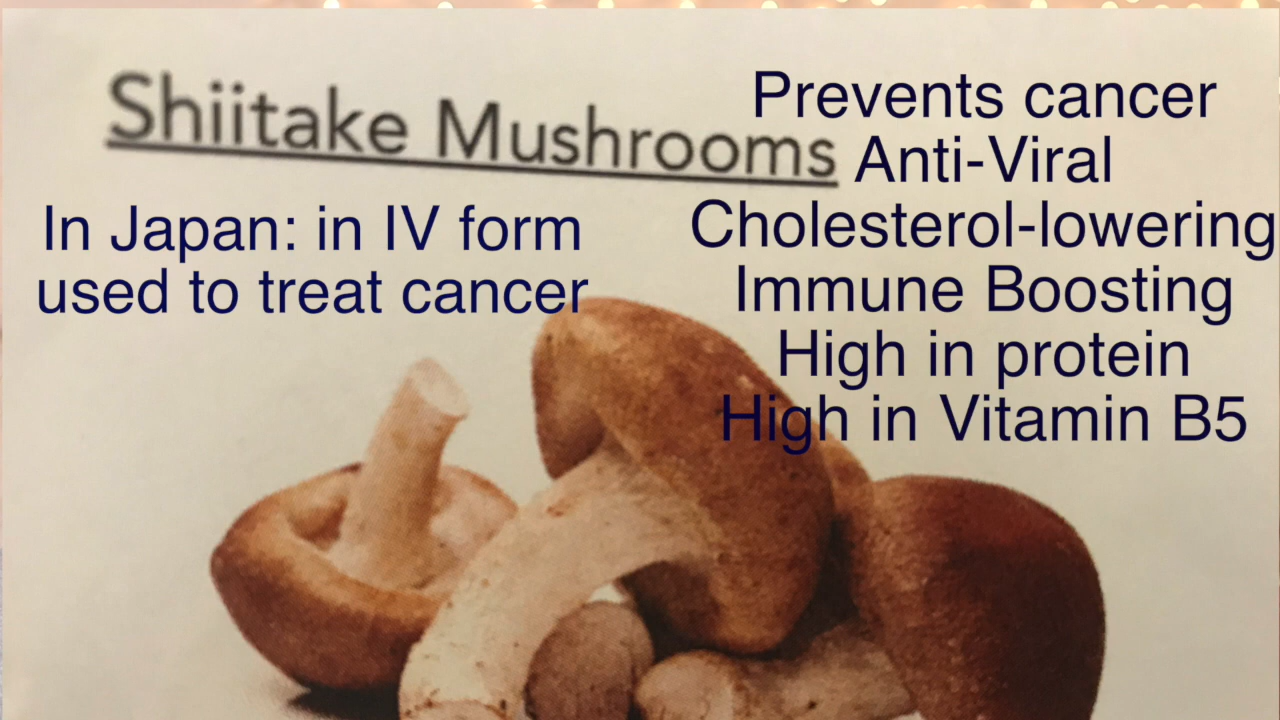 Shiitake Mushrooms
In Japan: in IV form
used to treat cancer
Prevents cancer
Anti-Viral
Cholesterol-lowering
Immune Boosting
High in protein
High in Vitamin B5